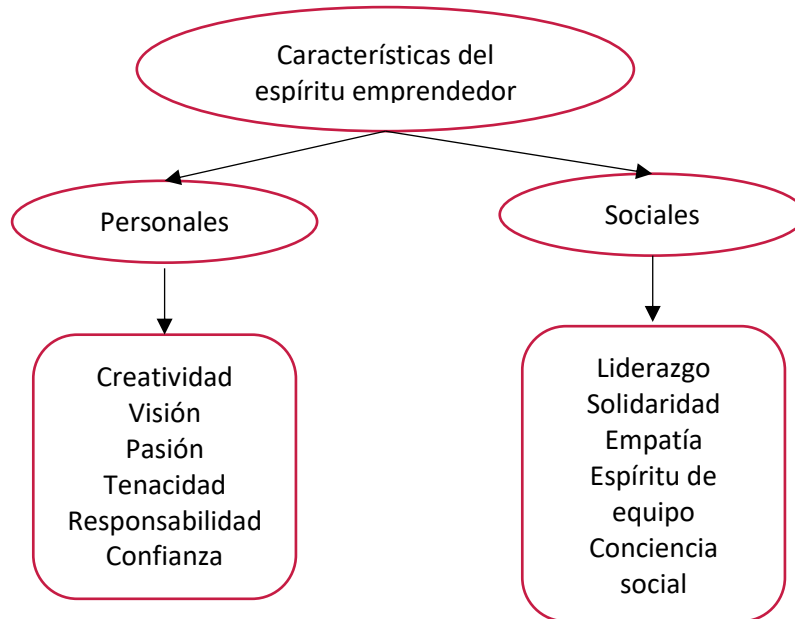 Características del
espíritu emprendedor
Personales
Sociales
Creatividad
Visión
Pasión
Tenacidad
Responsabilidad
Confianza
Liderazgo
Solidaridad
Empatía
Espíritu de
equipo
Conciencia
social